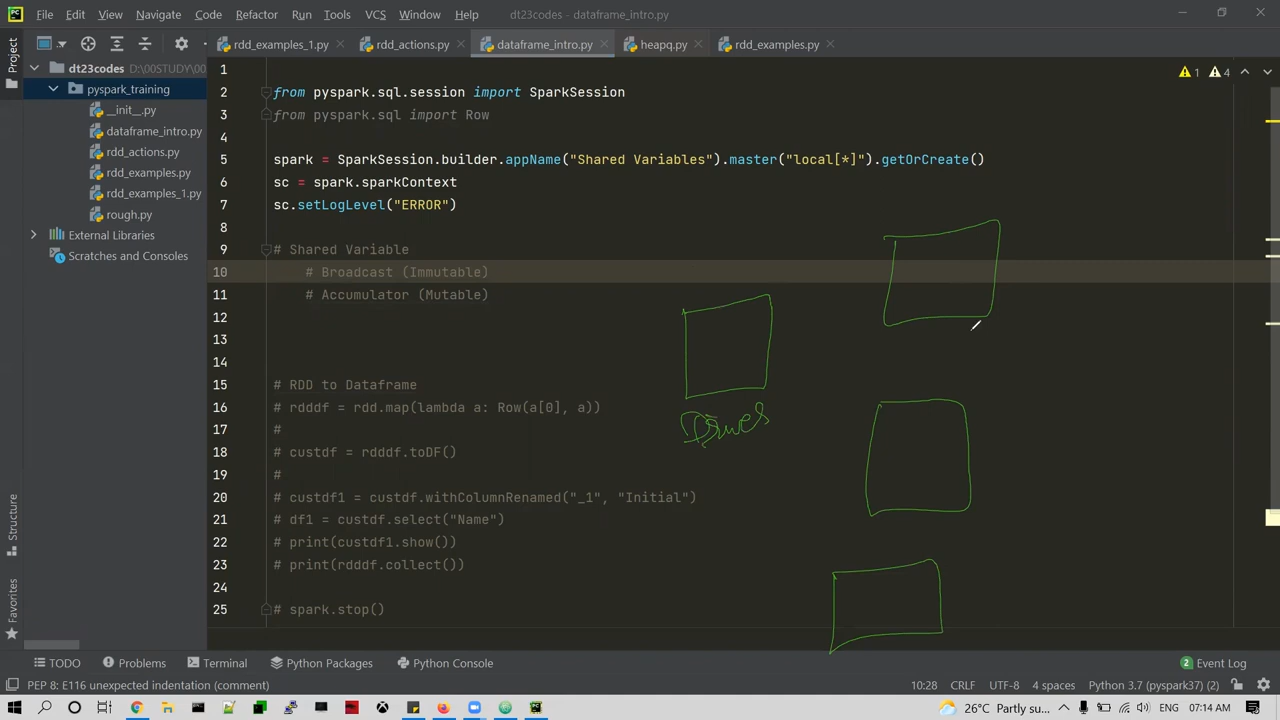 File Edit View Navigate Code Refactor Run Tools VCS Window Help dt23codes - dataframe_intro.py
Project
rdd_examples_1.py rdd_actions.py dataframe_intro.py heapq.py rdd_examples.py
dt23codes D:\00STUDY\00
pyspark_training
__init__.py
dataframe_intro.py
rdd_actions.py
rdd_examples.py
rdd_examples_1.py
rough.py
External Libraries
Scratches and Consoles
1 4
1
2 from pyspark.sql.session import SparkSession
3 from pyspark.sql import Row
4
5 spark = SparkSession.builder.appName("Shared Variables").master("local[*]").getOrCreate()
6 sc = spark.sparkContext
7 sc.setLogLevel("ERROR")
8
9 # Shared Variable
10 # Broadcast (Immutable)
11 # Accumulator (Mutable)
12
13
14
15 # RDD to Dataframe
16 # rdddf = rdd.map(lambda a: Row(a[0], a))
17 #
18 # custdf = rdddf.toDF()
19 #
20 # custdf1 = custdf.withColumnRenamed("_1", "Initial")
21 # df1 = custdf.select("Name")
22 # print(custdf1.show())
23 # print(rdddf.collect())
24
25 # spark.stop()
Structure
Favorites
TODO Problems Terminal Python Packages Python Console 2 Event Log
PEP 8: E116 unexpected indentation (comment) 10:28 CRLF UTF-8 4 spaces Python 3.7 (pyspark37) (2)
26°C Partly su... ENG 07:14 AM